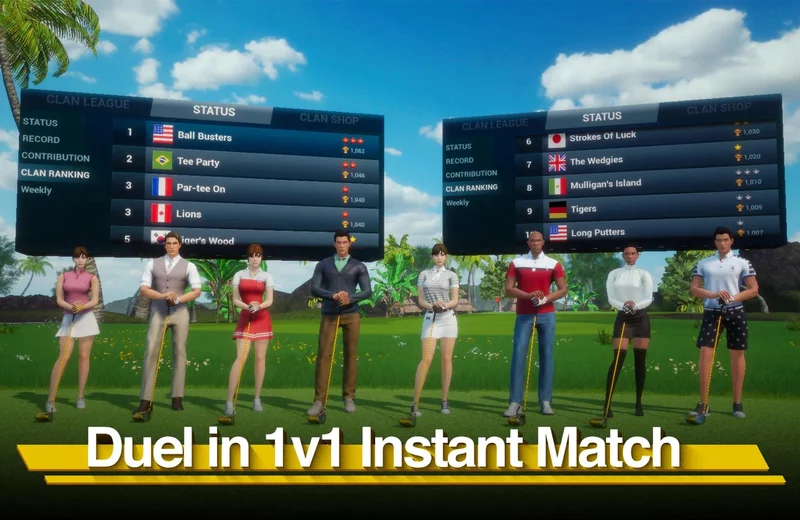 CLAN LEAGUE
STATUS
CLAN SHOP
STATUS
RECORD
CONTRIBUTION
CLAN RANKING
Weekly
1 Ball Busters 1,062
2 Tee Party 1,046
3 Par-tee On 1,040
3 Lions 1,040
5
CLAN LEAGUE
STATUS
CLAN SHOP
STATUS
RECORD
CONTRIBUTION
CLAN RANKING
Weekly
6 Strokes Of Luck 1,030
7 The Wedgies 1,020
8 Mulligan's Island 1,010
9 Tigers 1,009
Long Putters 1,007
Duel in 1v1 Instant Match